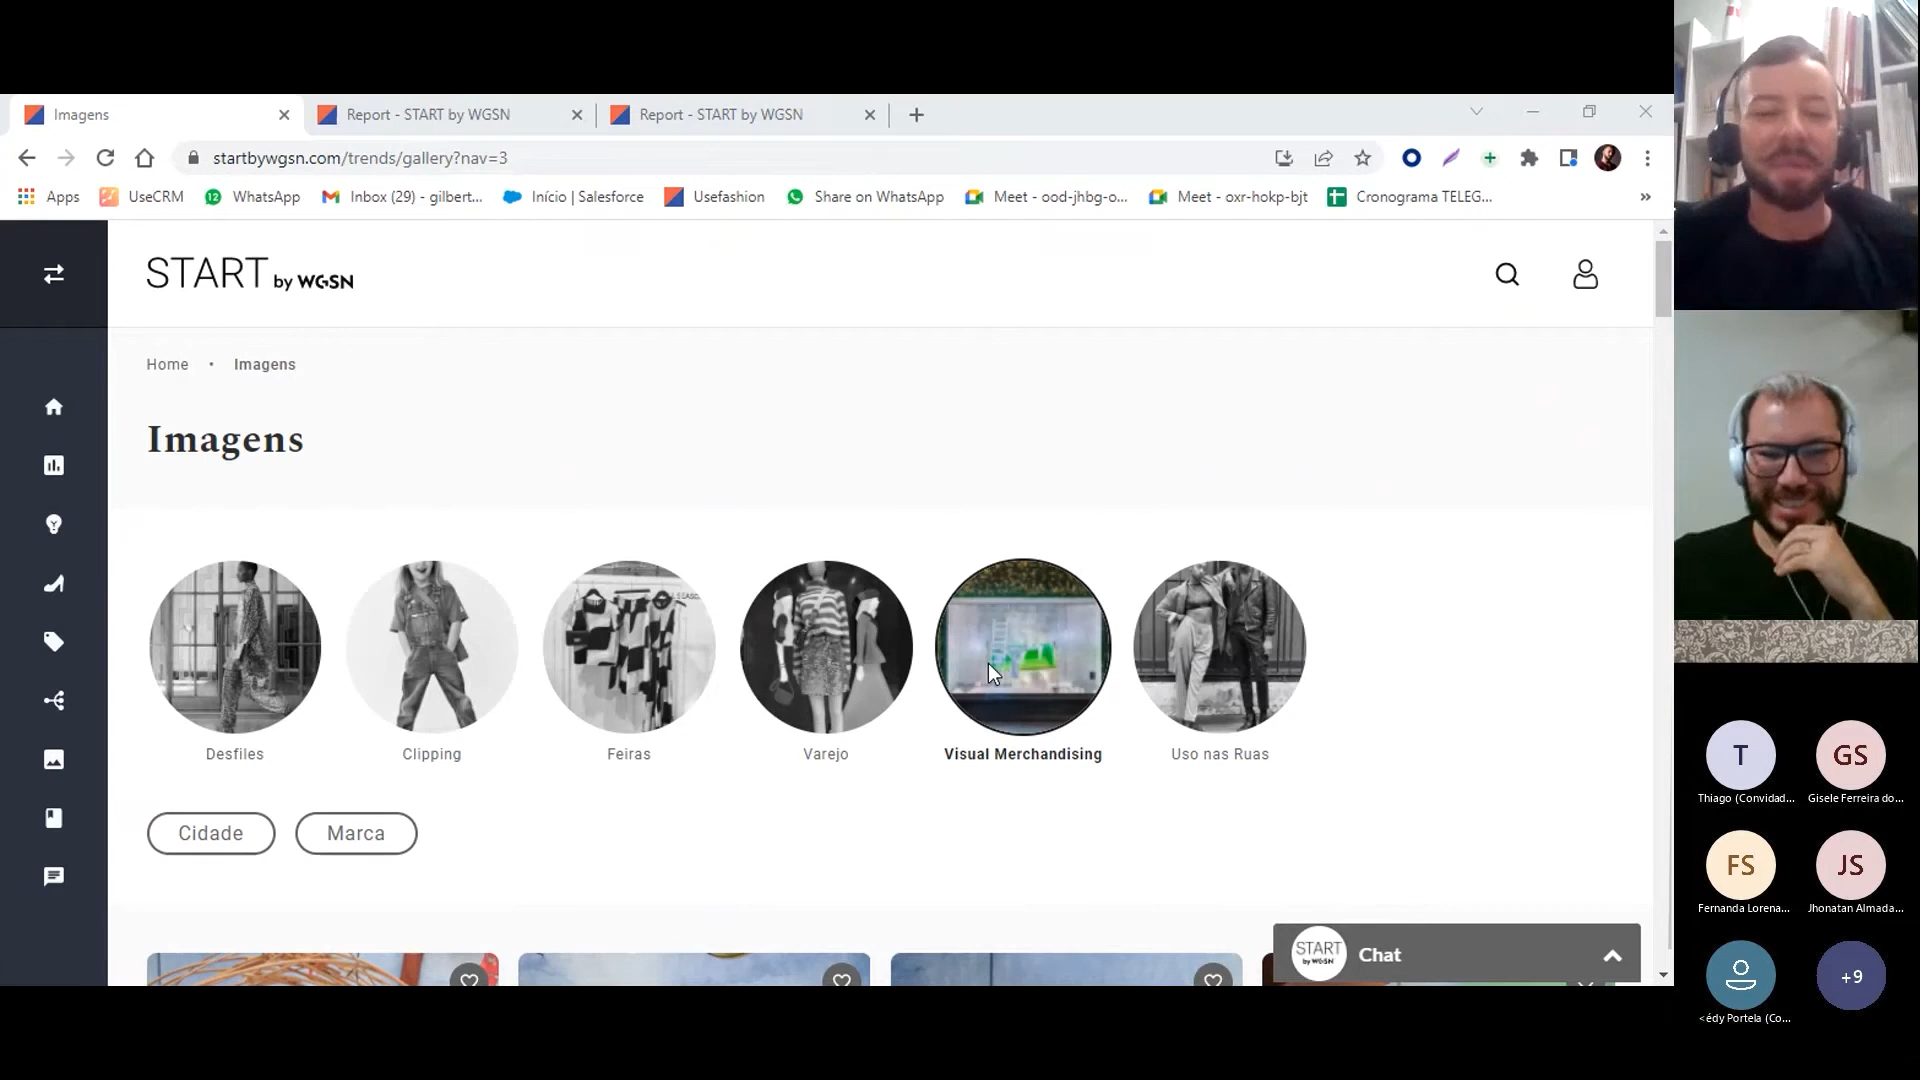 Imagens
Report - START by WGSN
Report - START by WGSN
startbywgsn.com/trends/gallery?nav=3
Apps
UseCRM
12
WhatsApp
Inbox (29) - gilbert...
Início | Salesforce
Usefashion
Share on WhatsApp
Meet - ood-jhbg-o...
Meet - oxr-hokp-bjt
Cronograma TELEG...
»
START by WGSN
Home • Imagens
Imagens
Desfiles
Clipping
Feiras
Varejo
Visual Merchandising
Uso nas Ruas
Cidade
Marca
START by WGSN
Chat
T
Thiago (Convidad...
GS
Gisele Ferreira do...
FS
Fernanda Lorena...
JS
Jhonatan Almada...
<édy Portela (Co...
+9